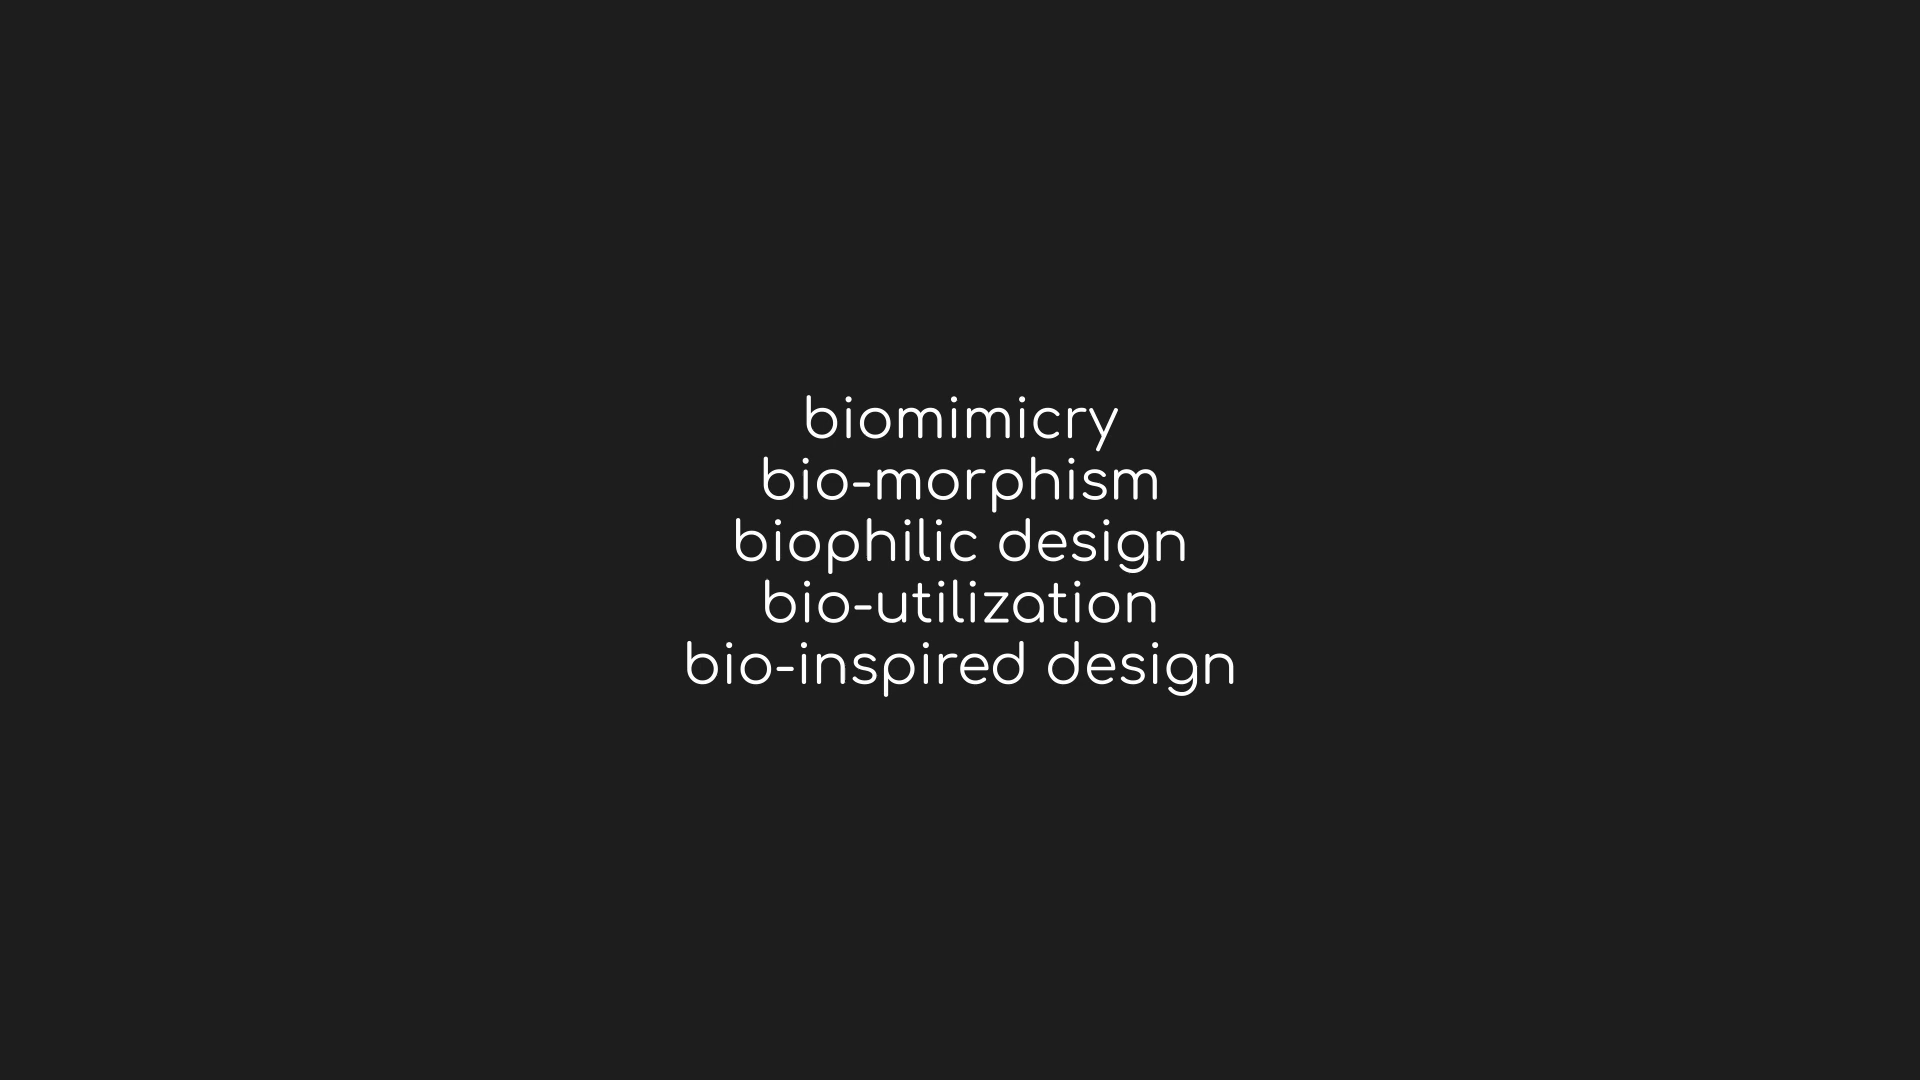 biomimicry
bio-morphism
biophilic design
bio-utilization
bio-inspired design